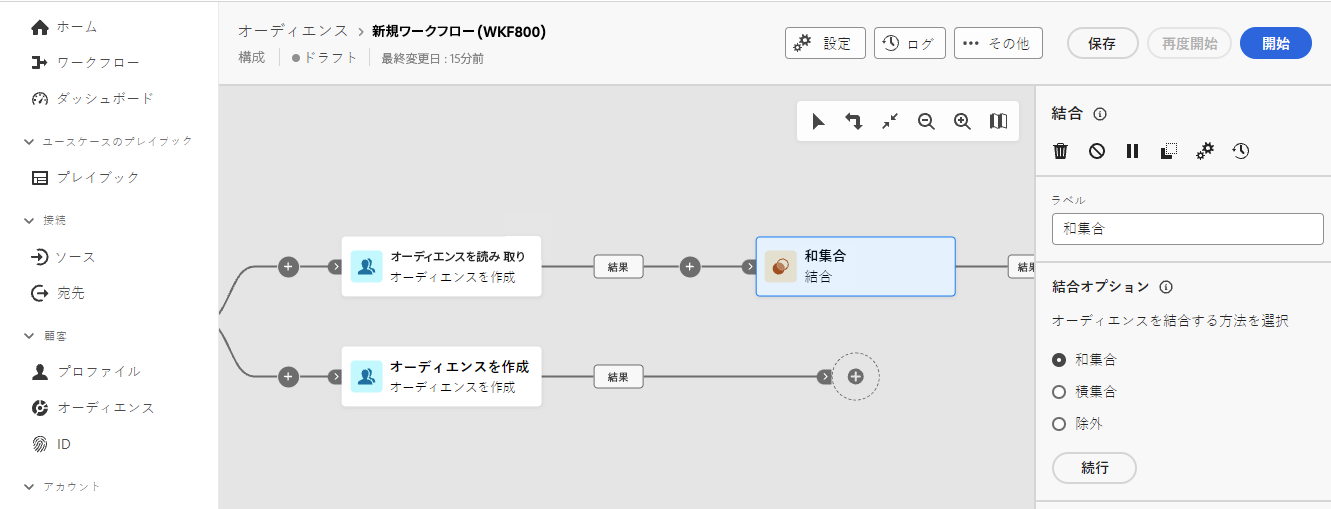 ホーム
ワークフロー
ダッシュボード
ユースケースのプレイブック
プレイブック
接続
ソース
宛先
顧客
プロファイル
オーディエンス
ID
アカウント
オーディエンス > 新規ワークフロー (WKF800)
構成 ドラフト 最終変更日 : 15分前
設定 ログ その他 保存 再度開始 開始
オーディエンスを読み 取り
オーディエンスを作成
結果
和集合
結合
結果
オーディエンスを作成
オーディエンスを作成
結果
結合
ラベル
和集合
結合オプション
オーディエンスを結合する方法を選択
和集合
積集合
除外
続行